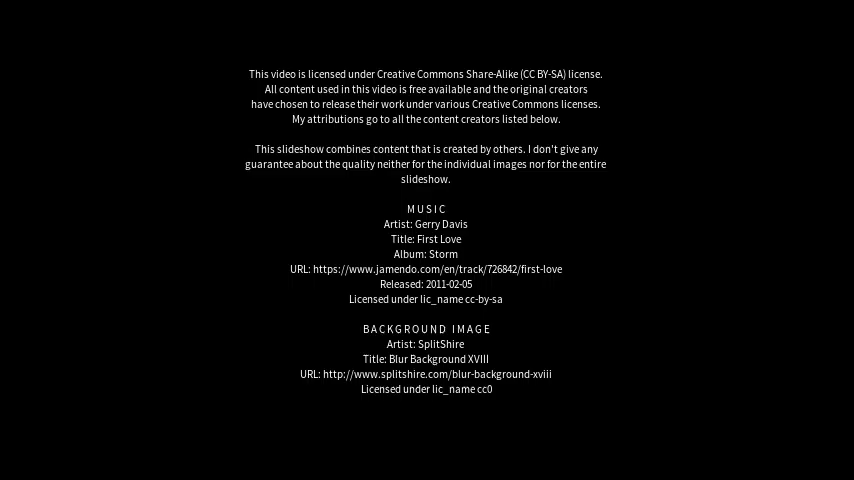 This video is licensed under Creative Commons Share-Alike (CC BY-SA) license.
All content used in this video is free available and the original creators
have chosen to release their work under various Creative Commons licenses.
My attributions go to all the content creators listed below.
This slideshow combines content that is created by others. I don't give any
guarantee about the quality neither for the individual images nor for the entire
slideshow.
MUSIC
Artist: Gerry Davis
Title: First Love
Album: Storm
URL: https://www.jamendo.com/en/track/726842/first-love
Released: 2011-02-05
Licensed under lic_name cc-by-sa
BACKGROUND IMAGE
Artist: SplitShire
Title: Blur Background XVIII
URL: http://www.splitshire.com/blur-background-xviii
Licensed under lic_name cc0